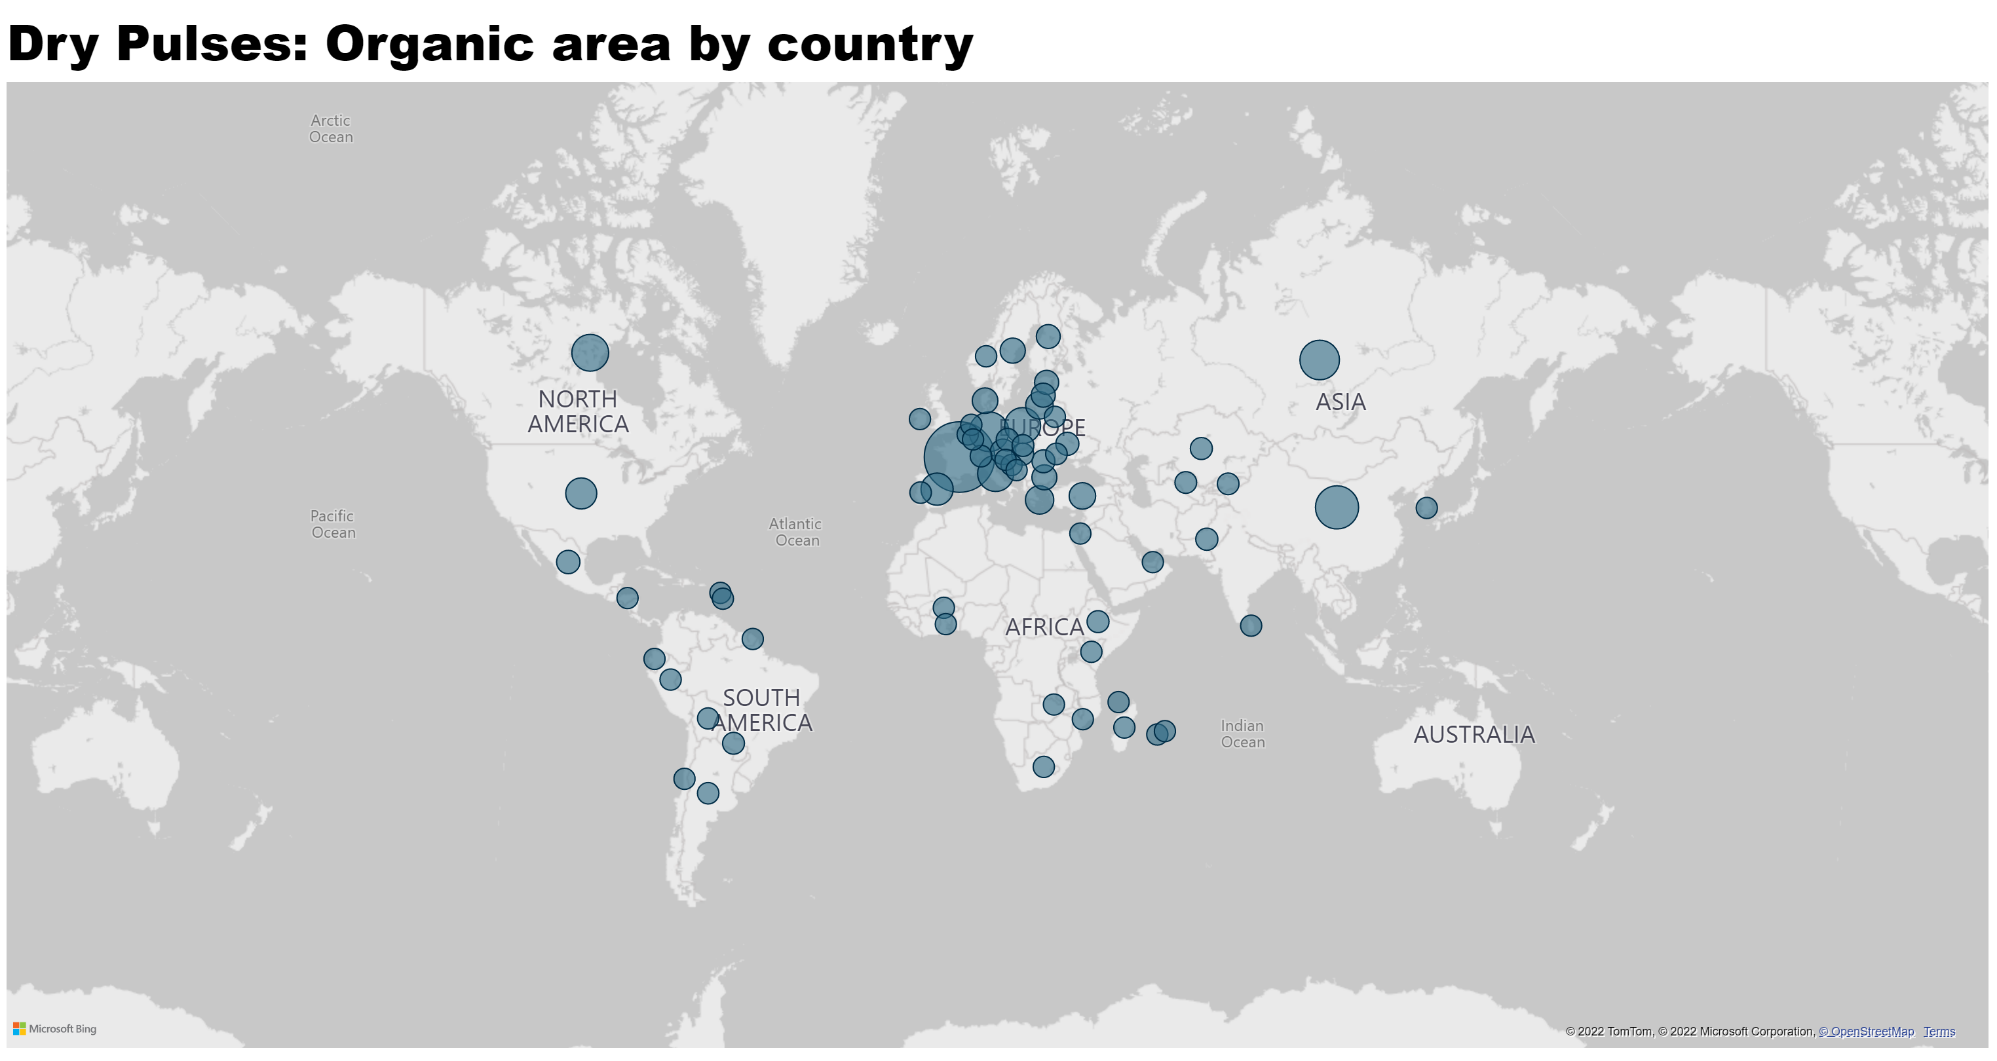 Dry Pulses: Organic area by country
Arctic
Ocean
NORTH
AMERICA
EUROPE
ASIA
Pacific
Ocean
Atlantic
Ocean
AFRICA
SOUTH
AMERICA
Indian
Ocean
AUSTRALIA
Microsoft Bing
© 2022 TomTom, © 2022 Microsoft Corporation, © OpenStreetMap Terms